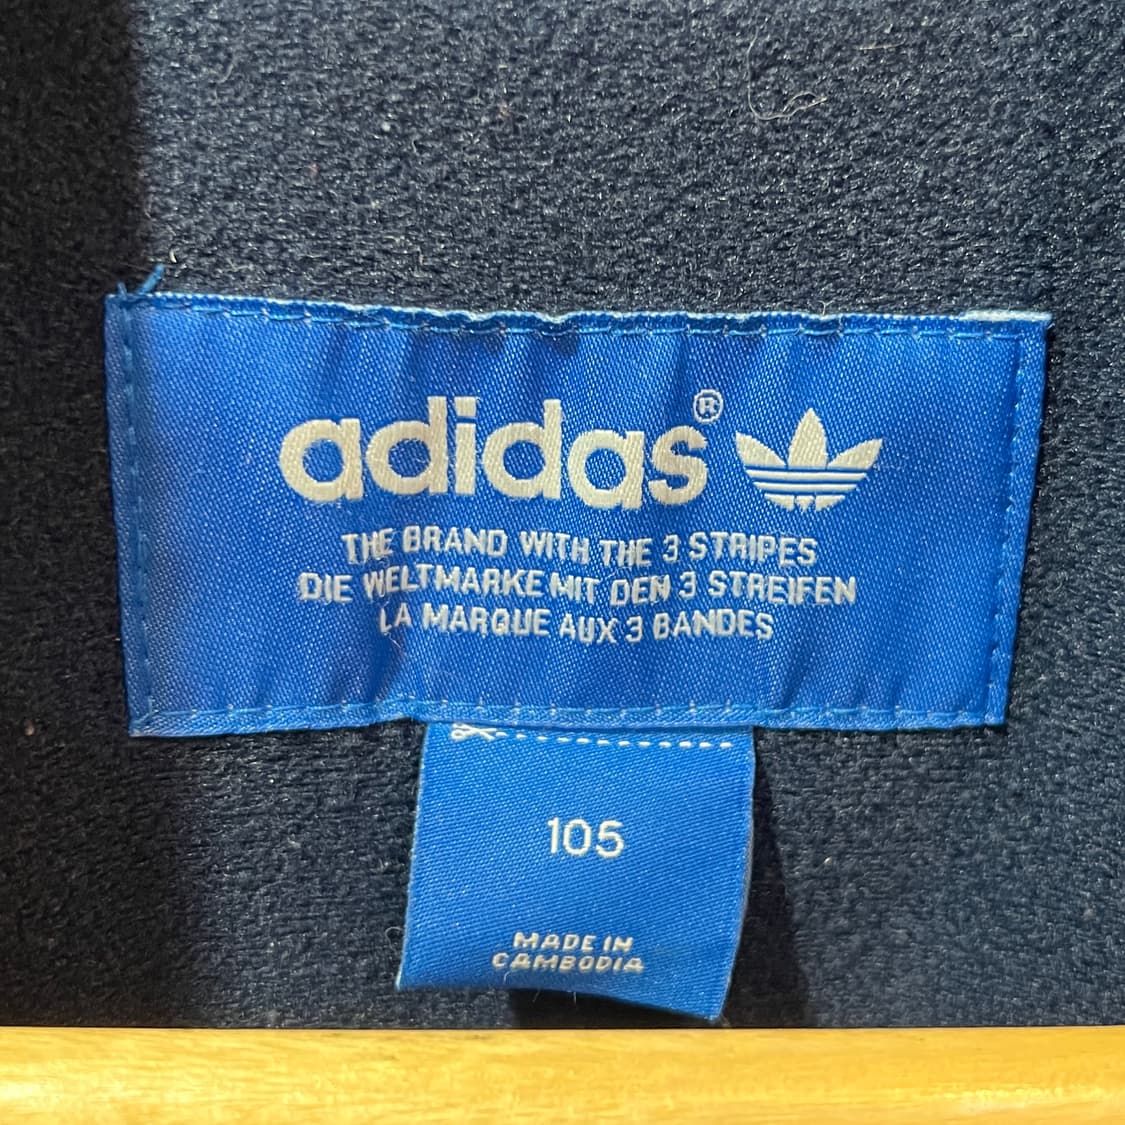 adidas®
THE BRAND WITH THE 3 STRIPES
DIE WELTMARKE MIT DEN 3 STREIFEN
LA MARQUE AUX 3 BANDES
105
MADE IN
CAMBODIA